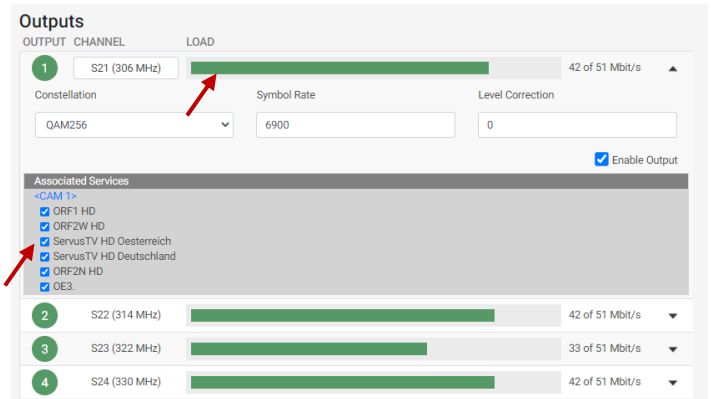 Outputs
OUTPUT CHANNEL LOAD
1 S21 (306 MHz) 42 of 51 Mbit/s
Constellation Symbol Rate Level Correction
QAM256 6900 0
Enable Output
Associated Services
<CAM 1>
ORF1 HD
ORF2W HD
ServusTV HD Oesterreich
ServusTV HD Deutschland
ORF2N HD
OE3.
2 S22 (314 MHz) 42 of 51 Mbit/s
3 S23 (322 MHz) 33 of 51 Mbit/s
4 S24 (330 MHz) 42 of 51 Mbit/s